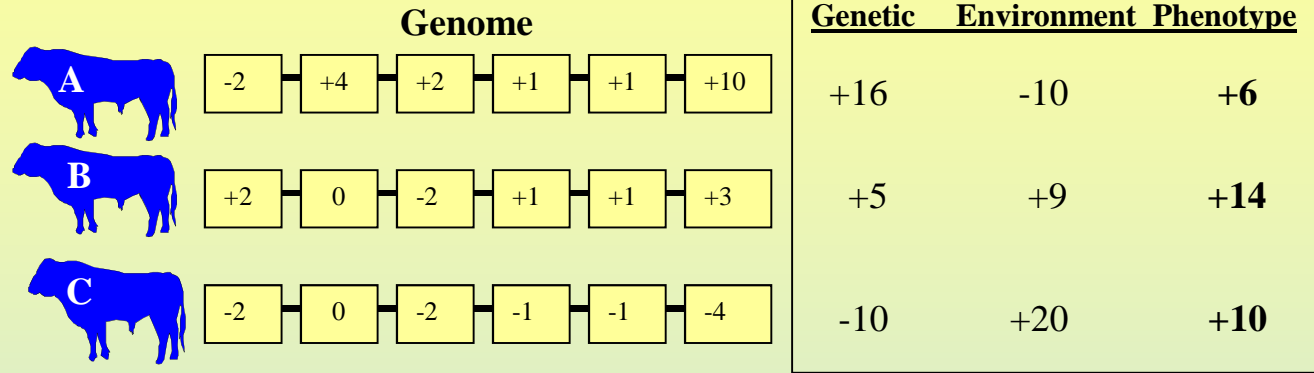 Genome Genetic Environment Phenotype
A -2 +4 +2 +1 +1 +10 +16 -10 +6
B +2 0 -2 +1 +1 +3 +5 +9 +14
C -2 0 -2 -1 -1 -4 -10 +20 +10